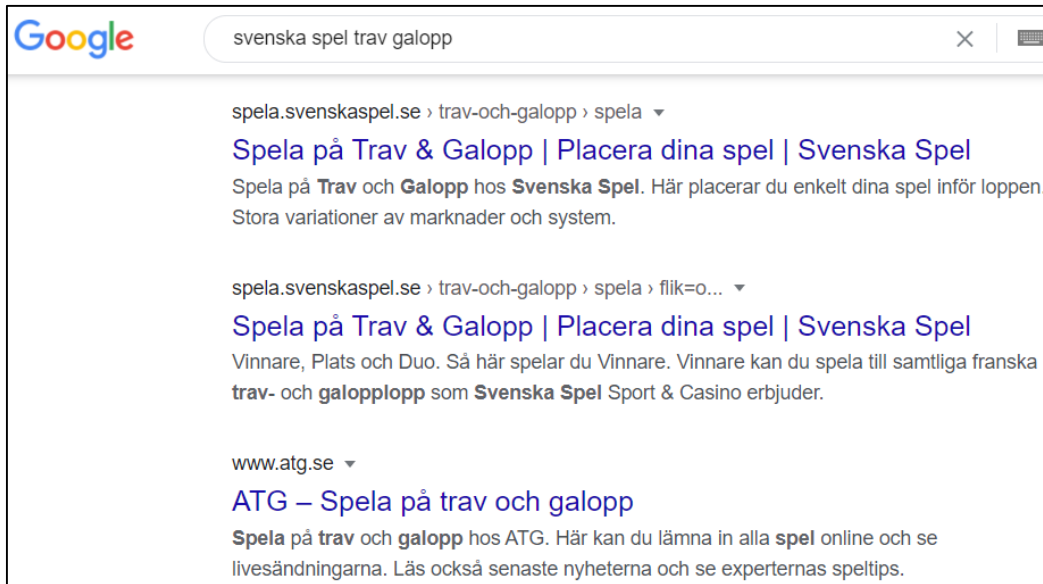 Google
svenska spel trav galopp
spela.svenskaspel.se › trav-och-galopp › spela
Spela på Trav & Galopp | Placera dina spel | Svenska Spel
Spela på Trav och Galopp hos Svenska Spel. Här placerar du enkelt dina spel inför loppen.
Stora variationer av marknader och system.
spela.svenskaspel.se › trav-och-galopp › spela › flik=o...
Spela på Trav & Galopp | Placera dina spel | Svenska Spel
Vinnare, Plats och Duo. Så här spelar du Vinnare. Vinnare kan du spela till samtliga franska
trav- och galopplopp som Svenska Spel Sport & Casino erbjuder.
www.atg.se
ATG – Spela på trav och galopp
Spela på trav och galopp hos ATG. Här kan du lämna in alla spel online och se
livesändningarna. Läs också senaste nyheterna och se experternas speltips.